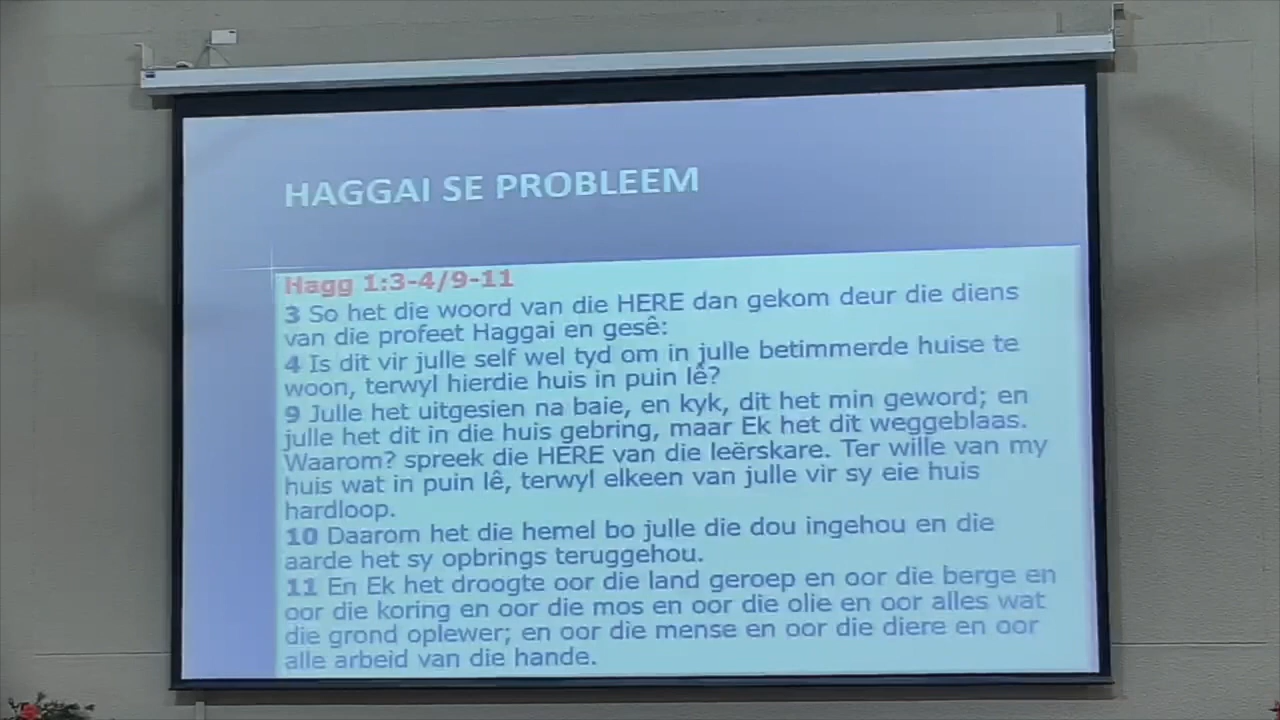 HAGGAI SE PROBLEEM
Hagg 1:3-4/9-11
3 So het die woord van die HERE dan gekom deur die diens
van die profeet Haggai en gesê:
4 Is dit vir julle self wel tyd om in julle betimmerde huise te
woon, terwyl hierdie huis in puin lê?
9 Julle het uitgesien na baie, en kyk, dit het min geword; en
julle het dit in die huis gebring, maar Ek het dit weggeblaas.
Waarom? spreek die HERE van die leërskare. Ter wille van my
huis wat in puin lê, terwyl elkeen van julle vir sy eie huis
hardloop.
10 Daarom het die hemel bo julle die dou ingehou en die
aarde het sy opbrings teruggehou.
11 En Ek het droogte oor die land geroep en oor die berge en
oor die koring en oor die mos en oor die olie en oor alles wat
die grond oplewer; en oor die mense en oor die diere en oor
alle arbeid van die hande.